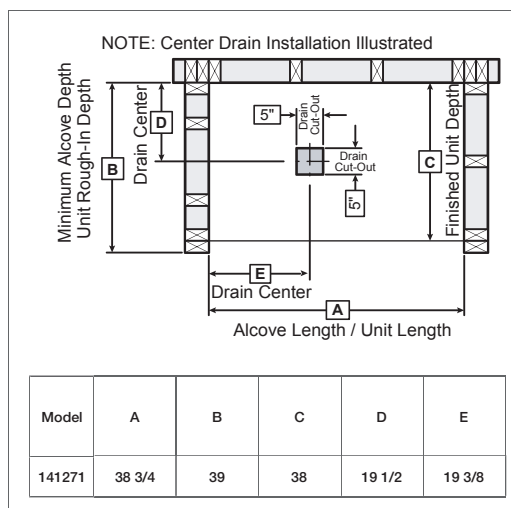 NOTE: Center Drain Installation Illustrated
Minimum Alcove Depth
Unit Rough-In Depth
B
Drain Center
D
5"
Drain
Cut-Out
Drain
Cut-Out
5"
C
Finished Unit Depth
E
Drain Center
A
Alcove Length / Unit Length
Model A B C D E
141271 38 3/4 39 38 19 1/2 19 3/8